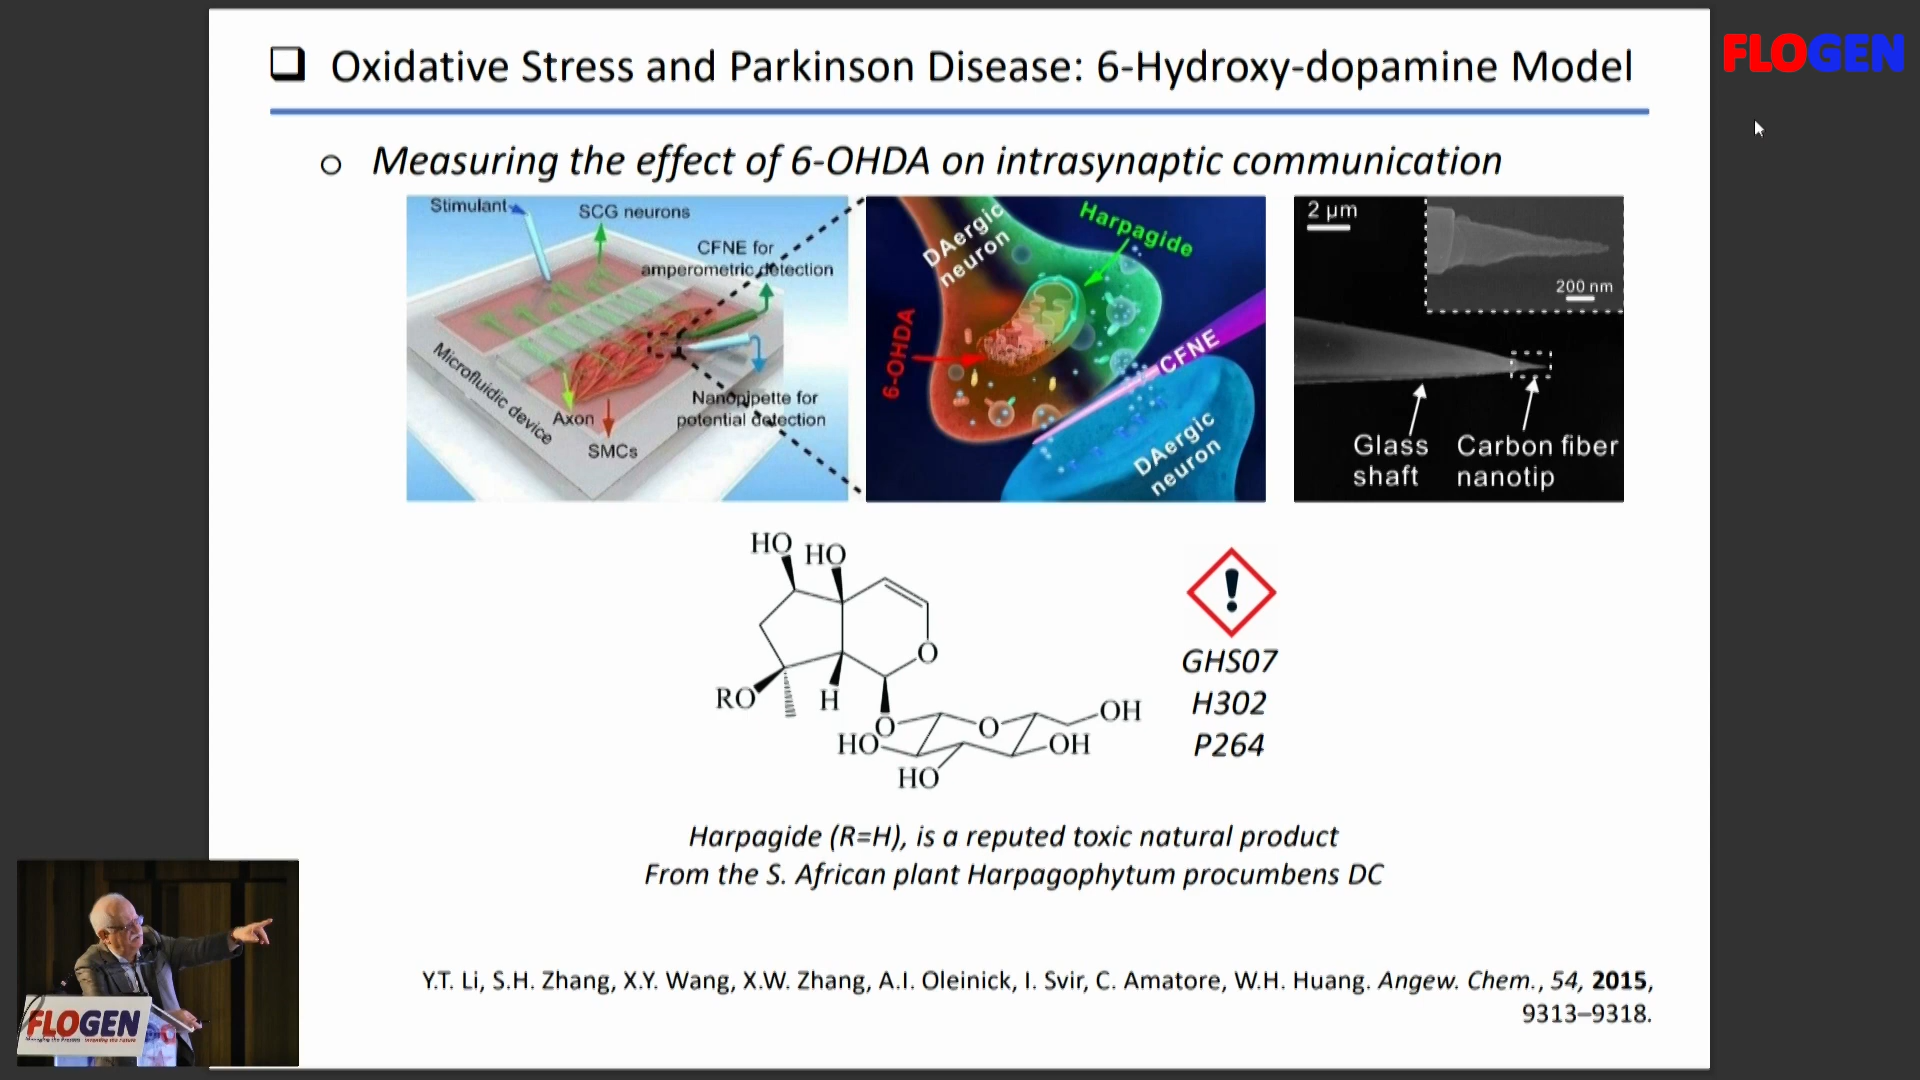 Oxidative Stress and Parkinson Disease: 6-Hydroxy-dopamine Model
FLOGEN
Measuring the effect of 6-OHDA on intrasynaptic communication
Stimulant
SCG neurons
CFNE for
amperometric detection
Microfluidic device
Axon
SMCs
Nanopipette for
potential detection
DAergic
neuron
Harpagide
6-OHDA
CFNE
DAergic
neuron
2 µm
200 nm
Glass
shaft
Carbon fiber
nanotip
HO
HO
O
RO
H
O
O
OH
HO
OH
HO
!
GHS07
H302
P264
Harpagide (R=H), is a reputed toxic natural product
From the S. African plant Harpagophytum procumbens DC
Y.T. Li, S.H. Zhang, X.Y. Wang, X.W. Zhang, A.I. Oleinick, I. Svir, C. Amatore, W.H. Huang. Angew. Chem., 54, 2015,
9313–9318.
FLOGEN